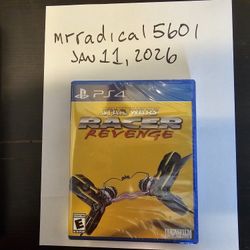 mrradical5601
JAN 11, 2026
PS4
STAR WARS
RACER
REVENGE
E